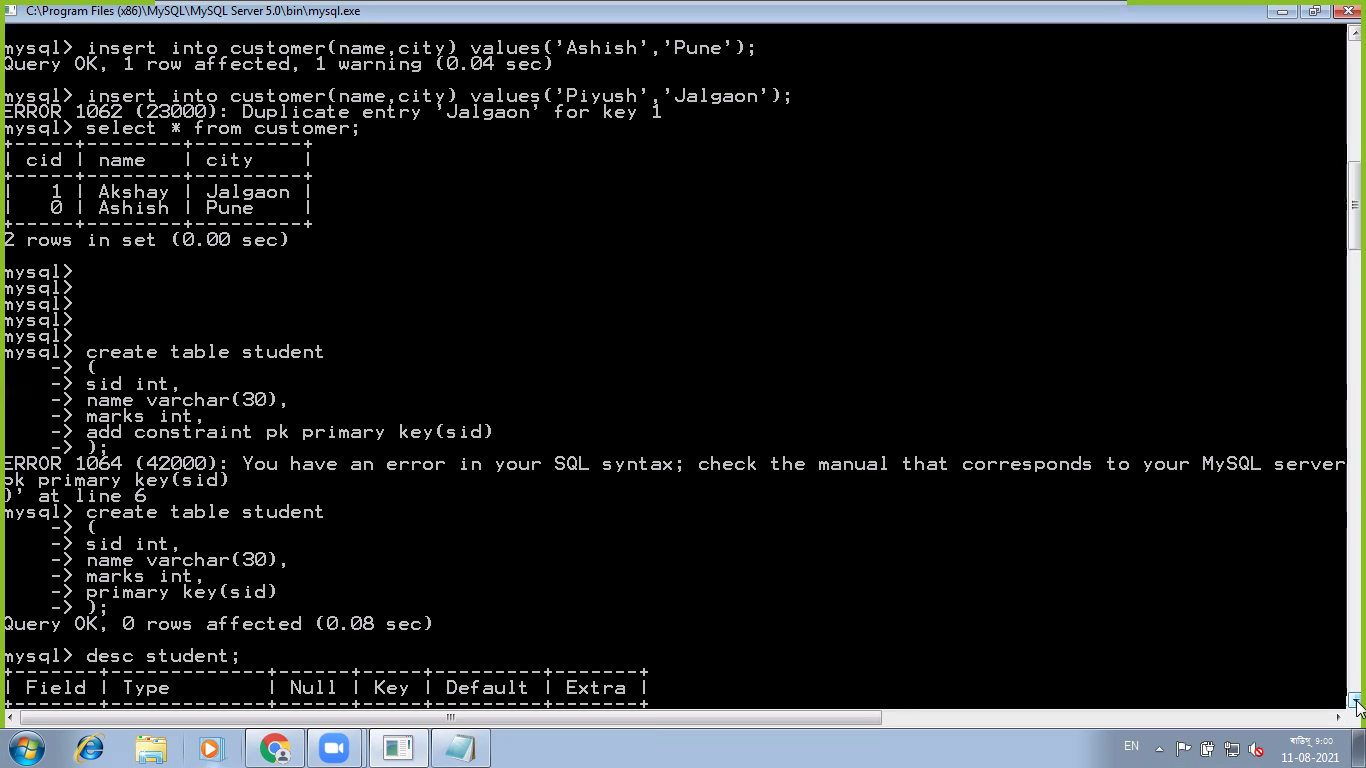 C:\Program Files (x86)\MySQL\MySQL Server 5.0\bin\mysql.exe
mysql> insert into customer(name,city) values('Ashish','Pune');
Query OK, 1 row affected, 1 warning (0.04 sec)
mysql> insert into customer(name,city) values('Piyush','Jalgaon');
ERROR 1062 (23000): Duplicate entry 'Jalgaon' for key 1
mysql> select * from customer;
+-----+--------+---------+
| cid | name | city |
+-----+--------+---------+
| 1 | Akshay | Jalgaon |
| 0 | Ashish | Pune |
+-----+--------+---------+
2 rows in set (0.00 sec)
mysql>
mysql>
mysql>
mysql>
mysql>
mysql> create table student
-> (
-> sid int,
-> name varchar(30),
-> marks int,
-> add constraint pk primary key(sid)
-> );
ERROR 1064 (42000): You have an error in your SQL syntax; check the manual that corresponds to your MySQL server
pk primary key(sid)
)' at line 6
mysql> create table student
-> (
-> sid int,
-> name varchar(30),
-> marks int,
-> primary key(sid)
-> );
Query OK, 0 rows affected (0.08 sec)
mysql> desc student;
+-------+-------------+------+-----+---------+-------+
| Field | Type | Null | Key | Default | Extra |
+-------+-------------+------+-----+---------+-------+
EN
9:00
11-08-2021